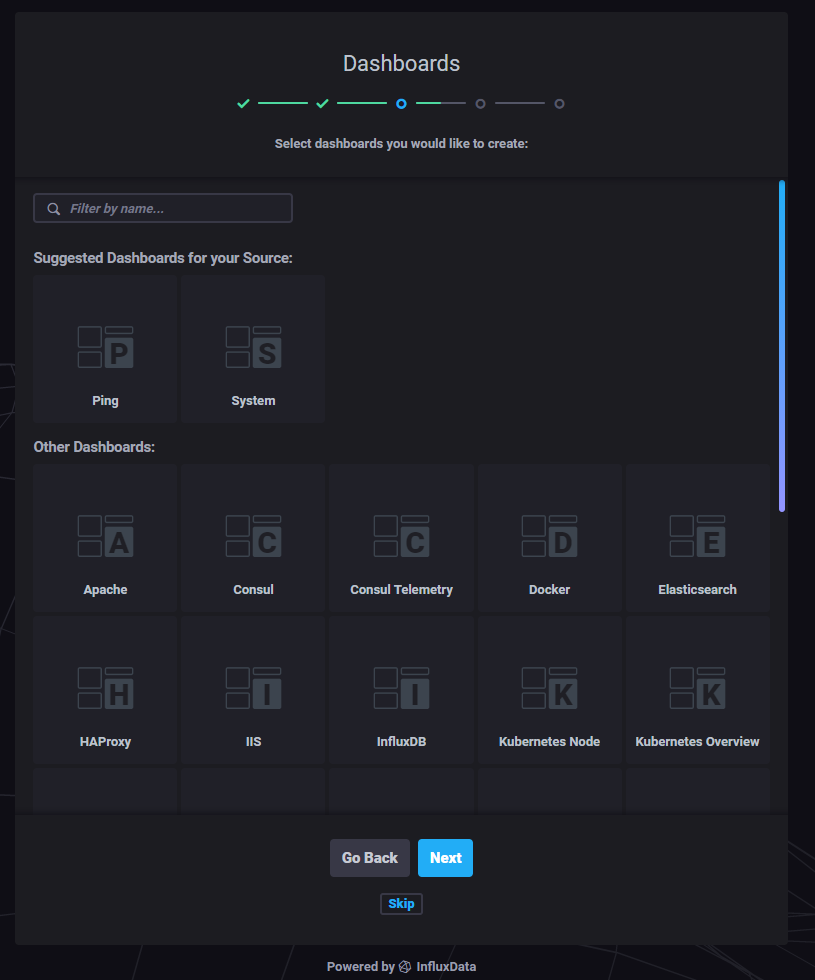 Dashboards
Select dashboards you would like to create:
Filter by name...
Suggested Dashboards for your Source:
P S
Ping System
Other Dashboards:
A C C D E
Apache Consul Consul Telemetry Docker Elasticsearch
H I I K K
HAProxy IIS InfluxDB Kubernetes Node Kubernetes Overview
Go Back Next
Skip
Powered by InfluxData